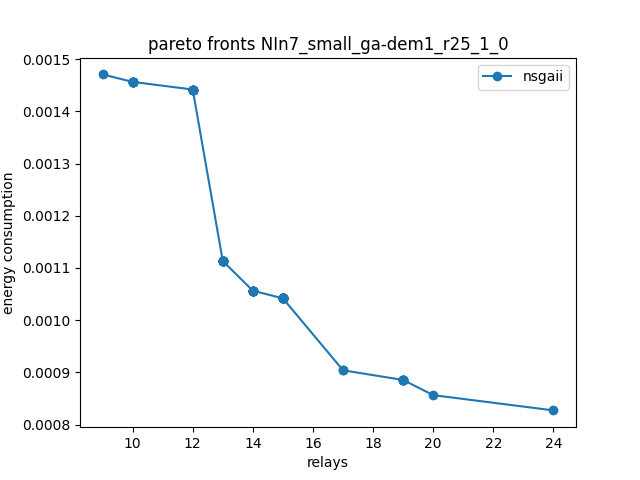 pareto fronts NIn7_small_ga-dem1_r25_1_0
nsgaii
energy consumption
0.0015
0.0014
0.0013
0.0012
0.0011
0.0010
0.0009
0.0008
10 12 14 16 18 20 22 24
relays